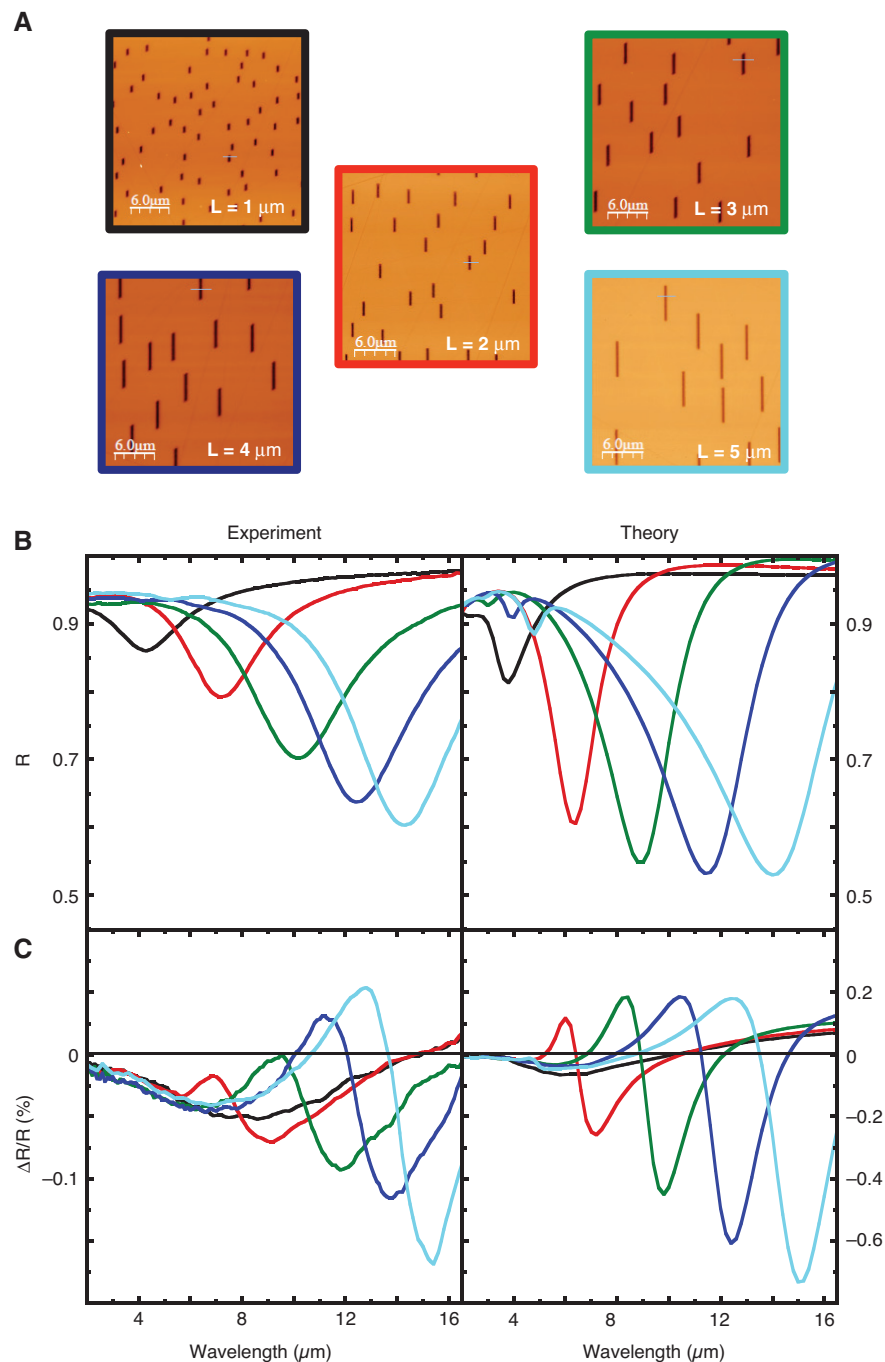 A
6.0µm
L = 1 µm
6.0µm
L = 3 µm
6.0µm
L = 2 µm
6.0µm
L = 4 µm
6.0µm
L = 5 µm
Experiment
Theory
B
0.9
0.7
0.5
R
0.9
0.7
0.5
C
0
–0.1
ΔR/R (%)
0.2
0
–0.2
–0.4
–0.6
4
8
12
16
4
8
12
16
Wavelength (µm)
Wavelength (µm)